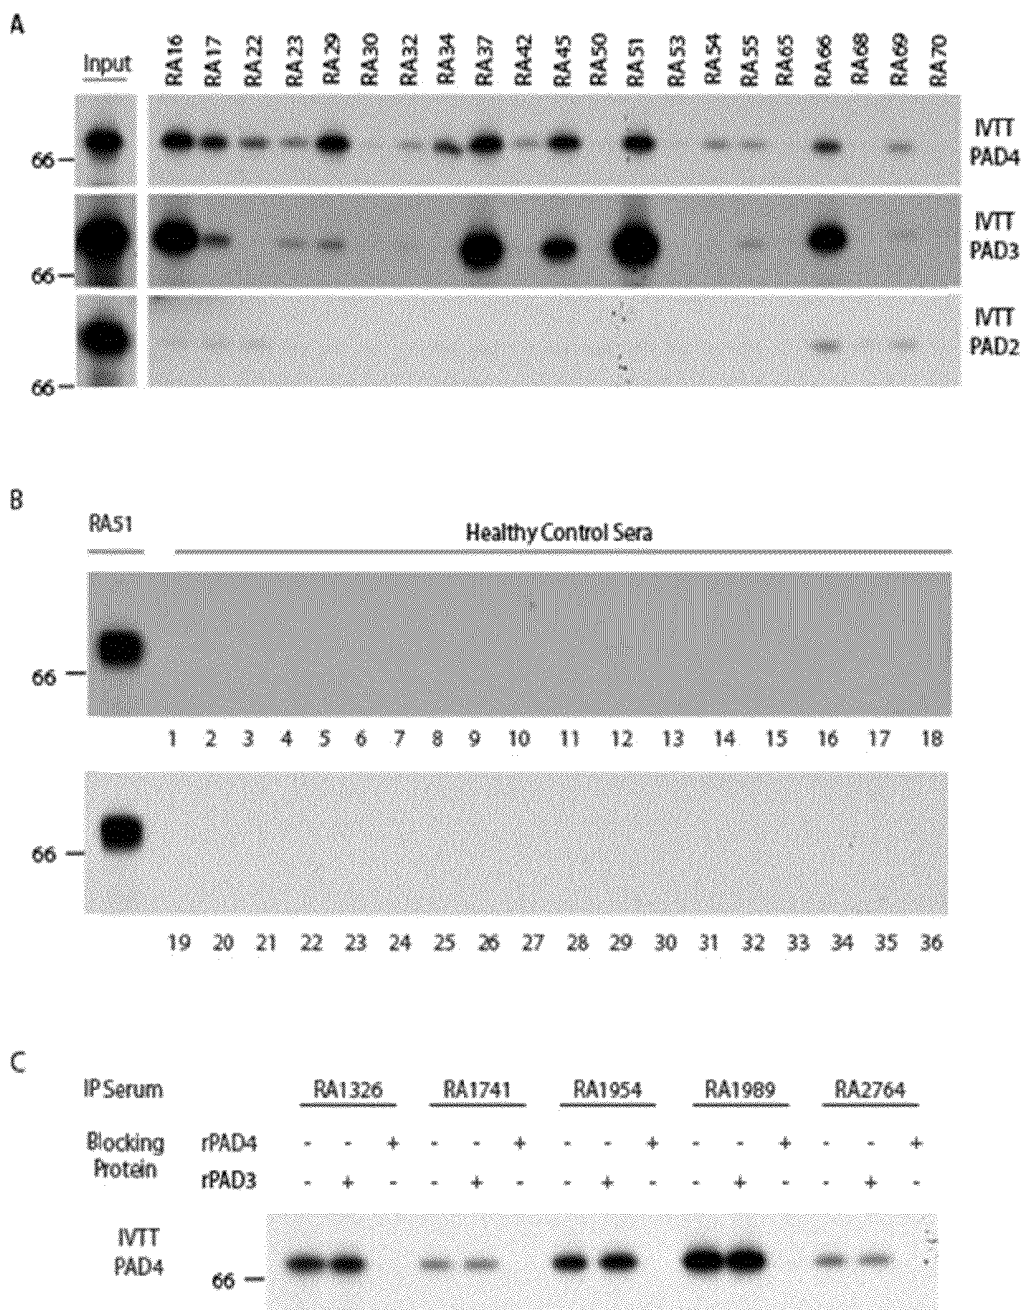 A
Input RA16 RA17 RA22 RA23 RA29 RA30 RA32 RA34 RA37 RA42 RA45 RA50 RA51 RA53 RA54 RA55 RA65 RA66 RA68 RA69 RA70
IVTT
66 PAD4
IVTT
PAD3
66
IVTT
PAD2
66
B
RA51 Healthy Control Sera
66
1 2 3 4 5 6 7 8 9 10 11 12 13 14 15 16 17 18
66
19 20 21 22 23 24 25 26 27 28 29 30 31 32 33 34 35 36
C
IP Serum RA1326 RA1741 RA1954 RA1989 RA2764
Blocking rPAD4 - - + - - + - - + - - + - - +
Protein rPAD3 - + - - + - - + - - + - - + -
IVTT
PAD4
66